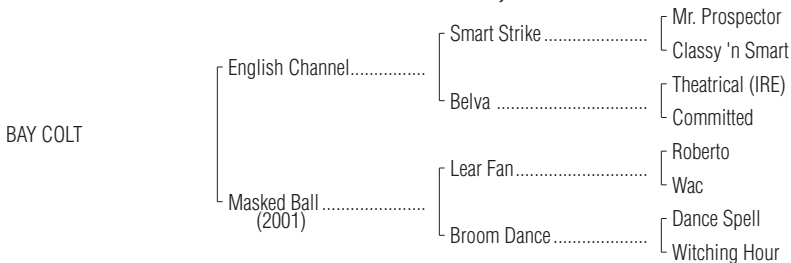 Mr. Prospector
Smart Strike......................
Classy 'n Smart
English Channel................
Theatrical (IRE)
Belva ................................
Committed
BAY COLT
Roberto
Lear Fan............................
Wac
Masked Ball ......................
(2001)
Dance Spell
Broom Dance....................
Witching Hour